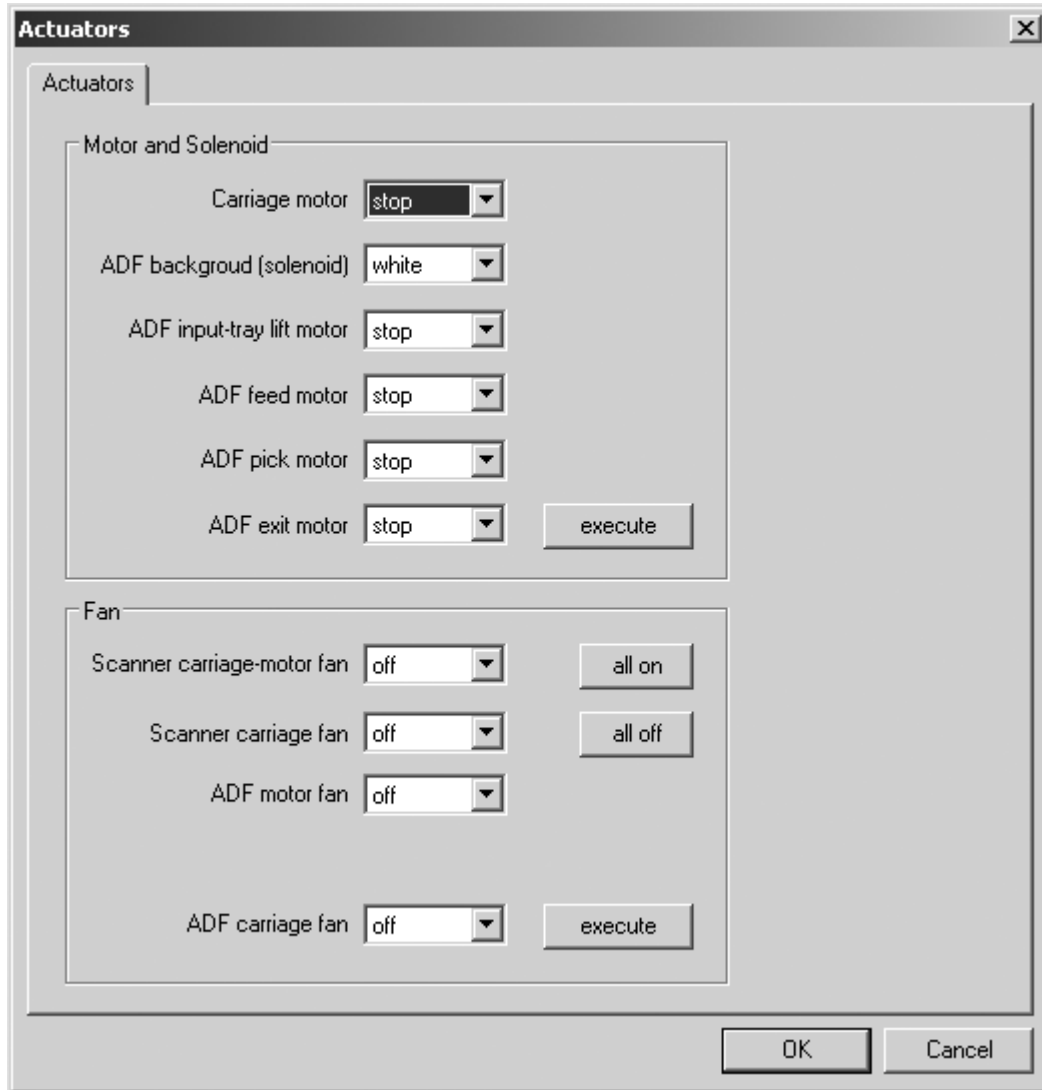 Actuators
Actuators
Motor and Solenoid
Carriage motor stop
ADF backgroud (solenoid) white
ADF input-tray lift motor stop
ADF feed motor stop
ADF pick motor stop
ADF exit motor stop execute
Fan
Scanner carriage-motor fan off all on
Scanner carriage fan off all off
ADF motor fan off
ADF carriage fan off execute
OK Cancel